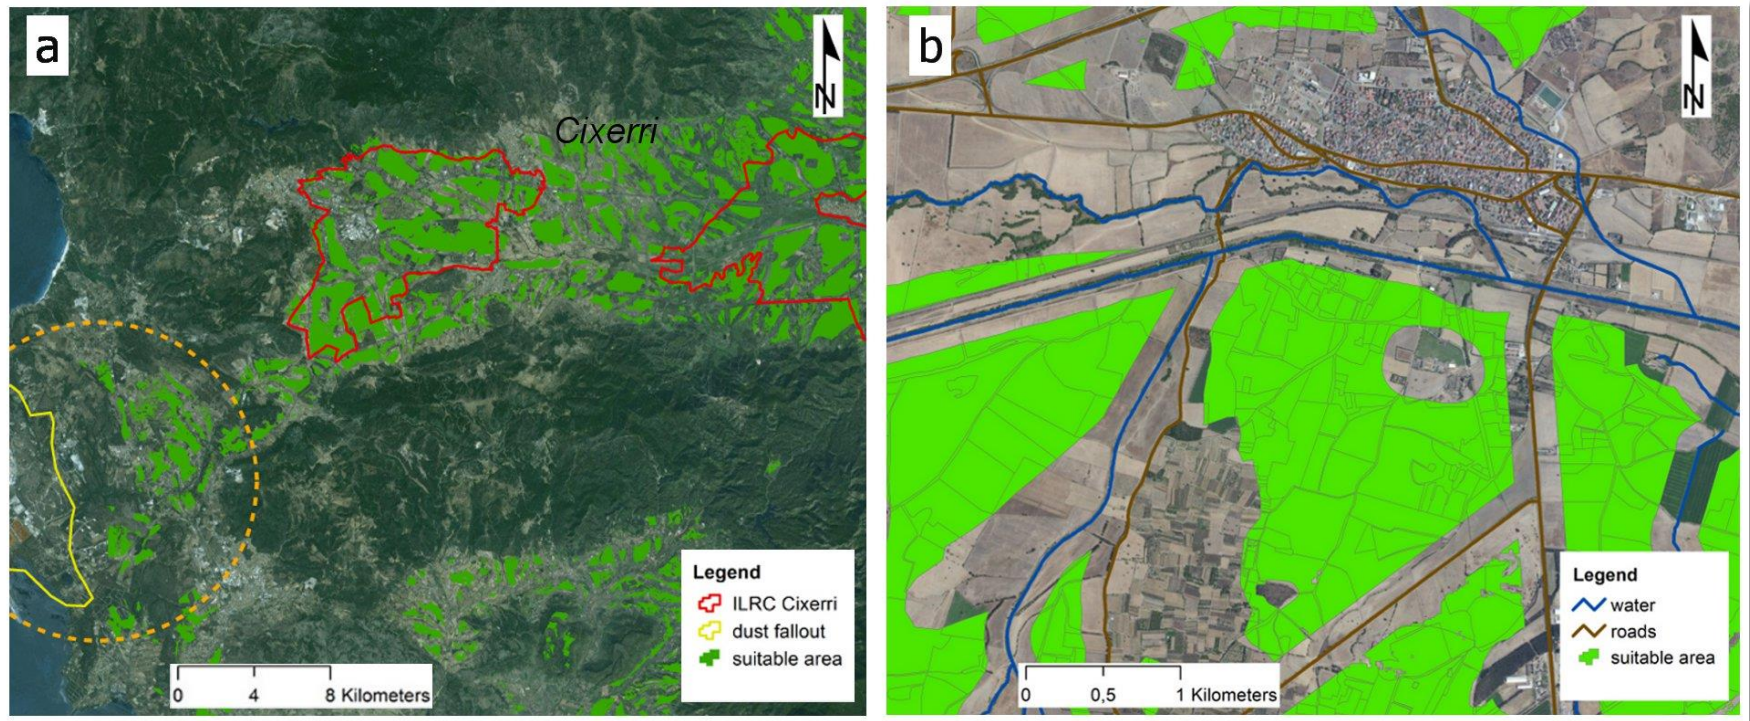 a
N
Cixerri
Legend
ILRC Cixerri
dust fallout
suitable area
0 4 8 Kilometers
b
N
Legend
water
roads
suitable area
0 0,5 1 Kilometers